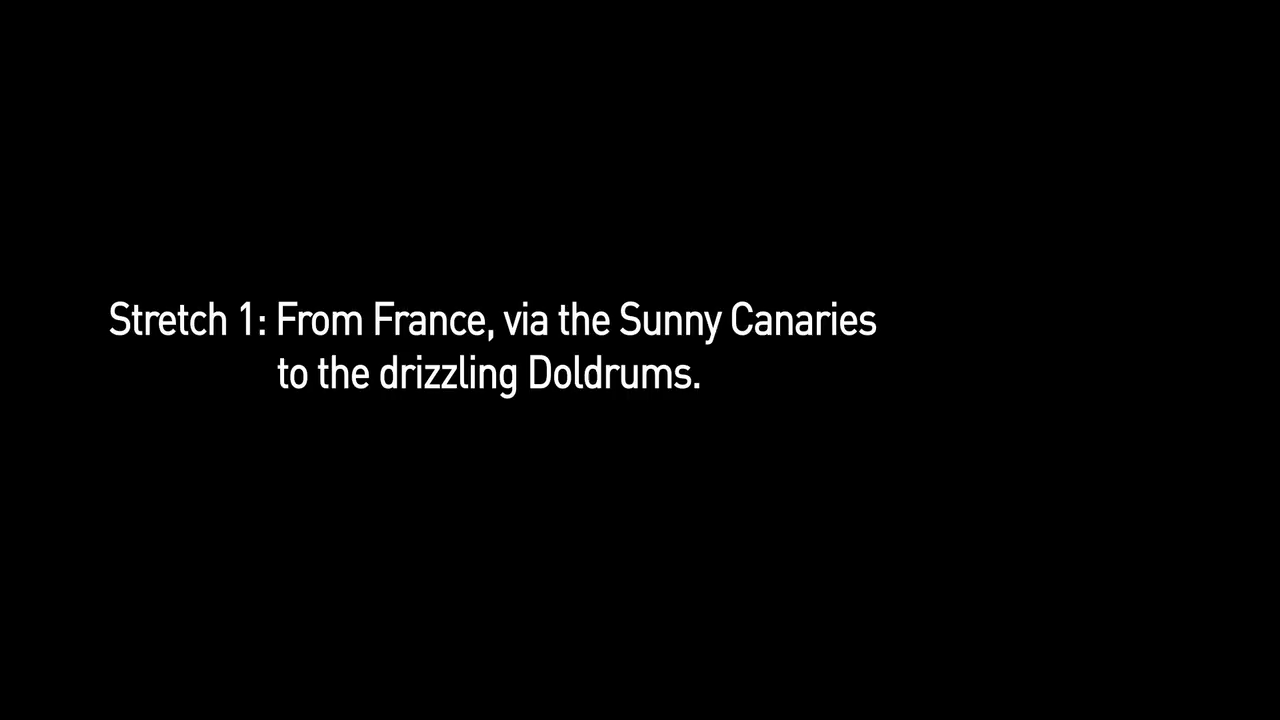 Stretch 1: From France, via the Sunny Canaries
to the drizzling Doldrums.